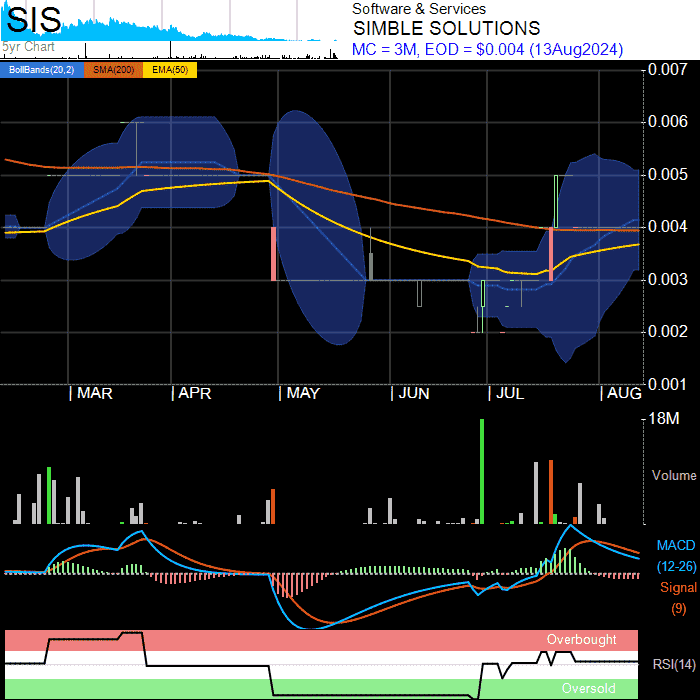 SIS
5yr Chart
Software & Services
SIMBLE SOLUTIONS
MC = 3M, EOD = $0.004 (13Aug2024)
BollBands(20,2) SMA(200) EMA(50)
0.007
0.006
0.005
0.004
0.003
0.002
0.001
MAR APR MAY JUN JUL AUG
18M
Volume
MACD
(12-26)
Signal
(9)
Overbought
RSI(14)
Oversold